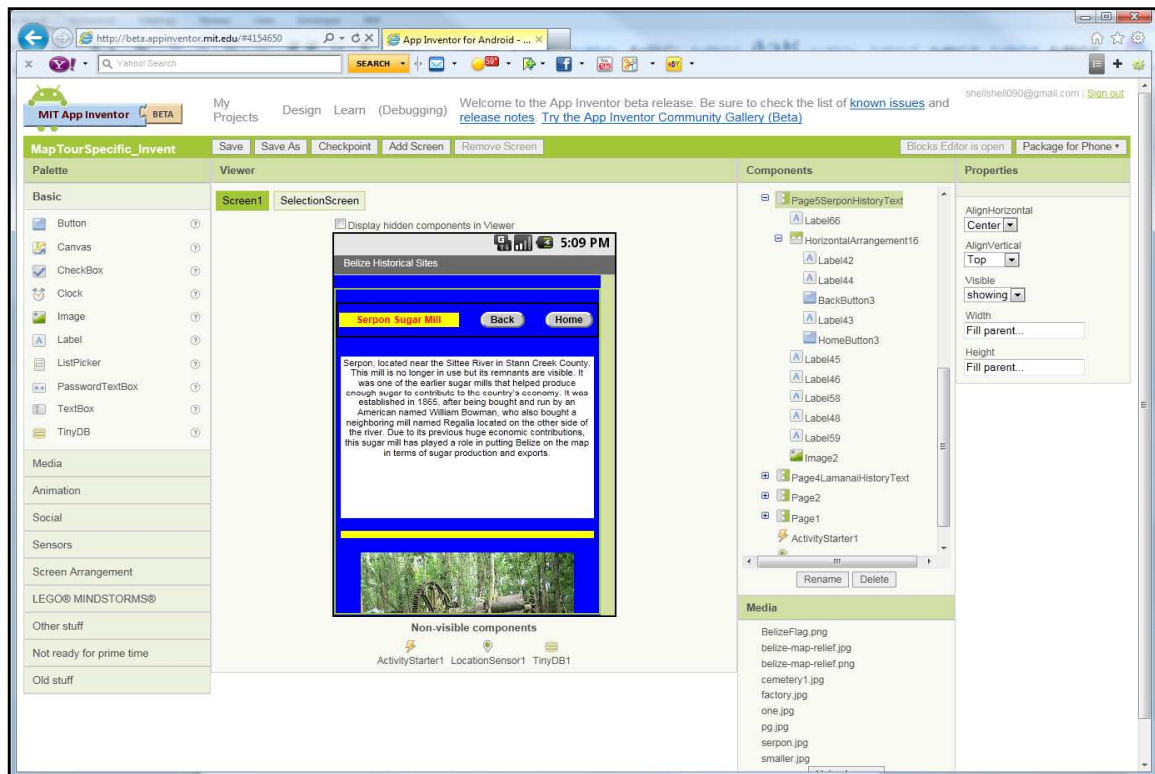 http://beta.appinventor.mit.edu/#4154650
App Inventor for Android - ...
Yahoo! Search
SEARCH
MIT App Inventor BETA
My Projects Design Learn (Debugging)
Welcome to the App Inventor beta release. Be sure to check the list of known issues and
release notes. Try the App Inventor Community Gallery (Beta)
shellshell090@gmail.com | Sign out
MapTourSpecific_Invent
Save Save As Checkpoint Add Screen Remove Screen Blocks Editor is open Package for Phone
Palette
Basic
Button
Canvas
CheckBox
Clock
Image
Label
ListPicker
PasswordTextBox
TextBox
TinyDB
Media
Animation
Social
Sensors
Screen Arrangement
LEGO® MINDSTORMS®
Other stuff
Not ready for prime time
Old stuff
Viewer
Screen1 SelectionScreen
Display hidden components in Viewer
5:09 PM
Belize Historical Sites
Serpon Sugar Mill Back Home
Serpon, located near the Sittee River in Stann Creek County.
This mill is no longer in use but its remnants are visible. It
was one of the earlier sugar mills that helped produce
enough sugar to contribute to the country's economy. It was
established in 1865, after being bought and run by an
American named William Bowman, who also bought a
neighboring mill named Regalia located on the other side of
the river. Due to its previous huge economic contributions,
this sugar mill has played a role in putting Belize on the map
in terms of sugar production and exports.
Non-visible components
ActivityStarter1 LocationSensor1 TinyDB1
Components
Page5SerponHistoryText
Label66
HorizontalArrangement16
Label42
Label44
BackButton3
Label43
HomeButton3
Label45
Label46
Label58
Label48
Label59
Image2
Page4LamanaiHistoryText
Page2
Page1
ActivityStarter1
Rename Delete
Media
BelizeFlag.png
belize-map-relief.jpg
belize-map-relief.png
cemetery1.jpg
factory.jpg
one.jpg
pg.jpg
serpon.jpg
smaller.jpg
Properties
AlignHorizontal
Center
AlignVertical
Top
Visible
showing
Width
Fill parent...
Height
Fill parent...